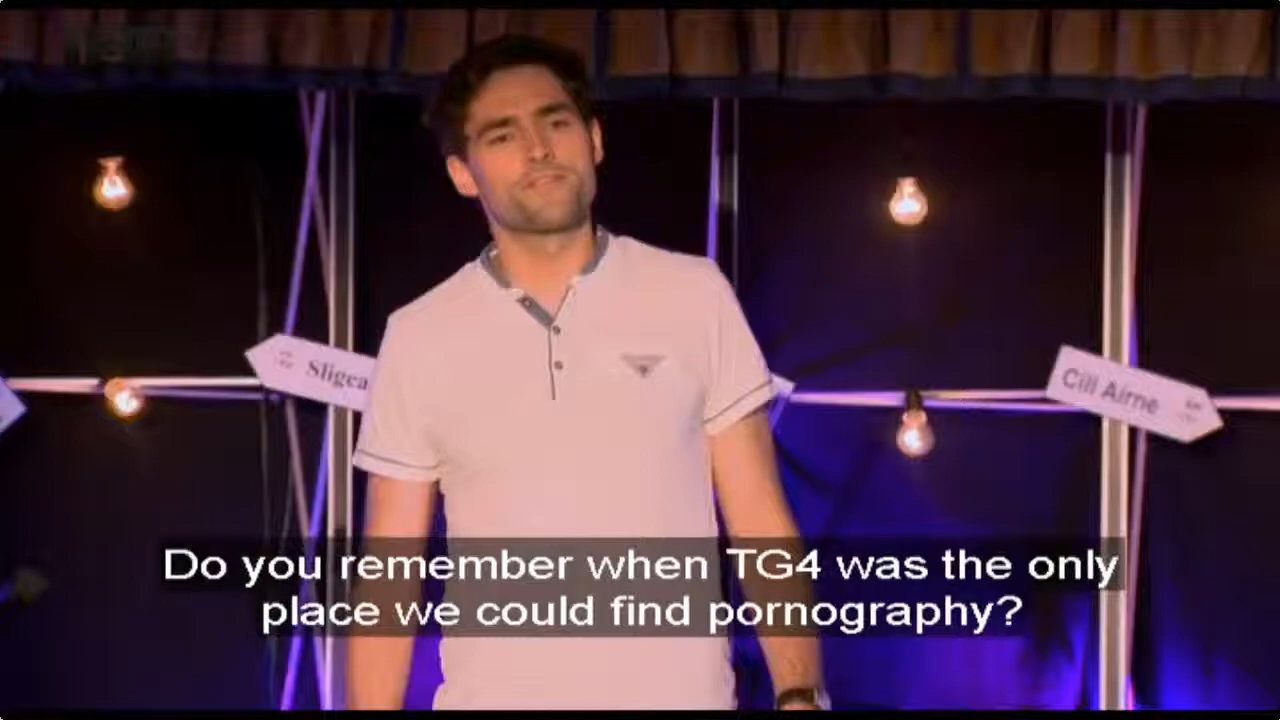 Sligea
Cill Airne
Do you remember when TG4 was the only
place we could find pornography?